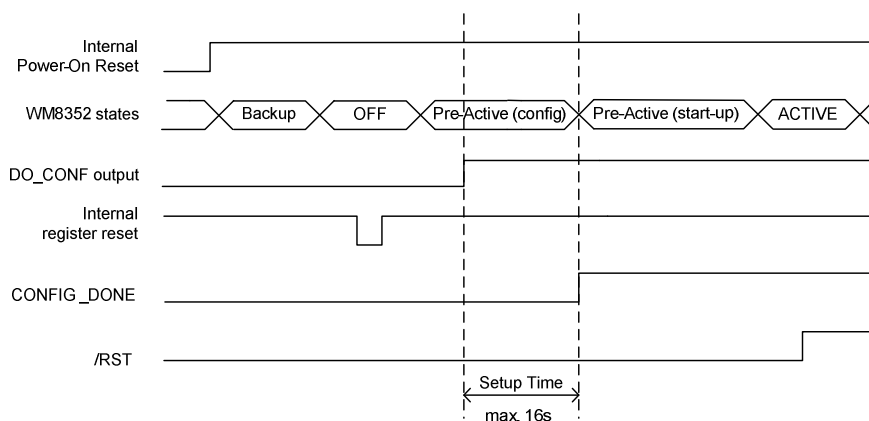 Internal
Power-On Reset
WM8352 states
Backup
OFF
Pre-Active (config)
Pre-Active (start-up)
ACTIVE
DO_CONF output
Internal
register reset
CONFIG_DONE
/RST
Setup Time
max. 16s